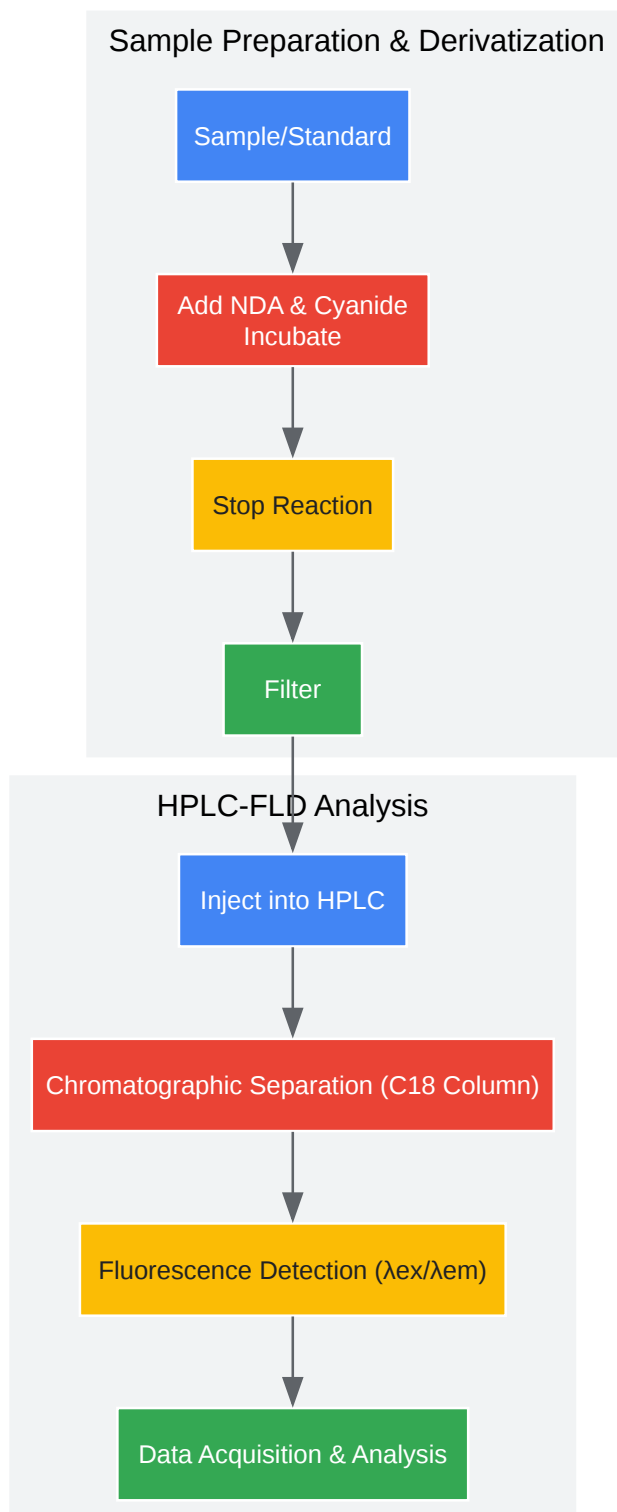 Sample Preparation & Derivatization
Sample/Standard
Add NDA & Cyanide
Incubate
Stop Reaction
Filter
HPLC-FLD Analysis
Inject into HPLC
Chromatographic Separation (C18 Column)
Fluorescence Detection (λex/λem)
Data Acquisition & Analysis